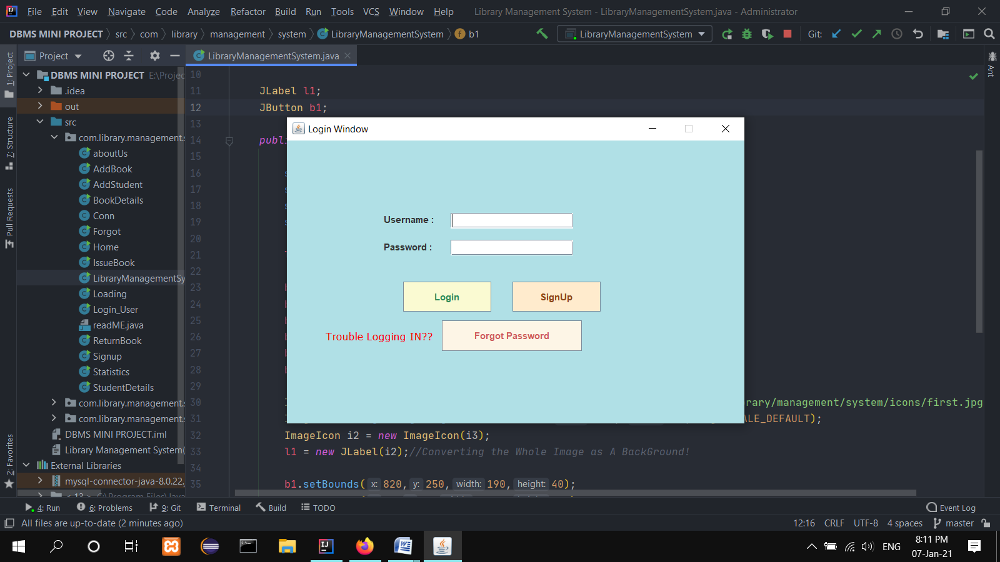 File Edit View Navigate Code Analyze Refactor Build Run Tools VCS Window Help Library Management System - LibraryManagementSystem.java - Administrator
DBMS MINI PROJECT src com library management system LibraryManagementSystem f b1 LibraryManagementSystem Git:
Project LibraryManagementSystem.java
1: Project
7: Structure
Pull Requests
2: Favorites
Ant
DBMS MINI PROJECT E:\Projec
.idea
out
src
com.library.management.
aboutUs
AddBook
AddStudent
BookDetails
Conn
Forgot
Home
IssueBook
LibraryManagementSy
Loading
Login_User
readME.java
ReturnBook
Signup
Statistics
StudentDetails
com.library.management.
com.library.management.
DBMS MINI PROJECT.iml
Library Management System(
External Libraries
mysql-connector-java-8.0.22.
< 13 > C:\Program Files\Java
10
11 JLabel l1;
12 JButton b1;
13
14 publi
15
16 s
17 s
18 s
19 s
20
21
22
23 b
24 b
25 b
26 b
27 b
28 b
29
30 I rary/management/system/icons/first.jpg
31 I ALE_DEFAULT);
32 ImageIcon i2 = new ImageIcon(i3);
33 l1 = new JLabel(i2);//Converting the Whole Image as A BackGround!
34
35 b1.setBounds( x: 820, y: 250, width: 190, height: 40);
Login Window
Username :
Password :
Login SignUp
Trouble Logging IN?? Forgot Password
4: Run 6: Problems 9: Git Terminal Build TODO Event Log
All files are up-to-date (2 minutes ago) 12:16 CRLF UTF-8 4 spaces master
ENG 8:11 PM
07-Jan-21